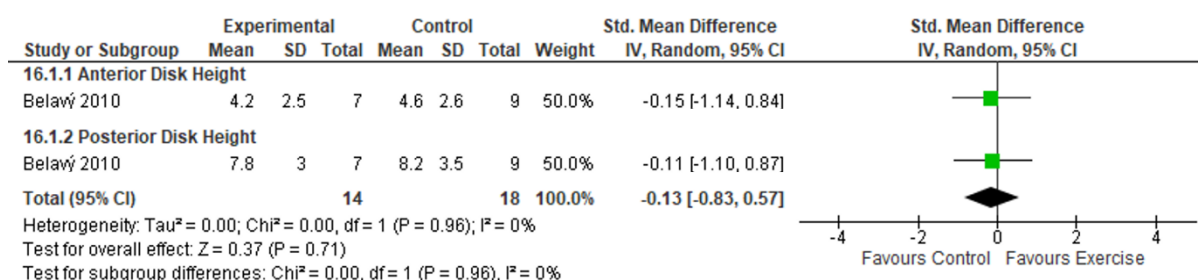 Experimental Control Std. Mean Difference Std. Mean Difference
Study or Subgroup Mean SD Total Mean SD Total Weight IV, Random, 95% CI IV, Random, 95% CI
16.1.1 Anterior Disk Height
Belavý 2010 4.2 2.5 7 4.6 2.6 9 50.0% -0.15 [-1.14, 0.84]
16.1.2 Posterior Disk Height
Belavý 2010 7.8 3 7 8.2 3.5 9 50.0% -0.11 [-1.10, 0.87]
Total (95% CI) 14 18 100.0% -0.13 [-0.83, 0.57]
Heterogeneity: Tau² = 0.00; Chi² = 0.00, df = 1 (P = 0.96); I² = 0%
Test for overall effect: Z = 0.37 (P = 0.71)
Test for subgroup differences: Chi² = 0.00, df = 1 (P = 0.96), I² = 0%
-4 -2 0 2 4
Favours Control Favours Exercise